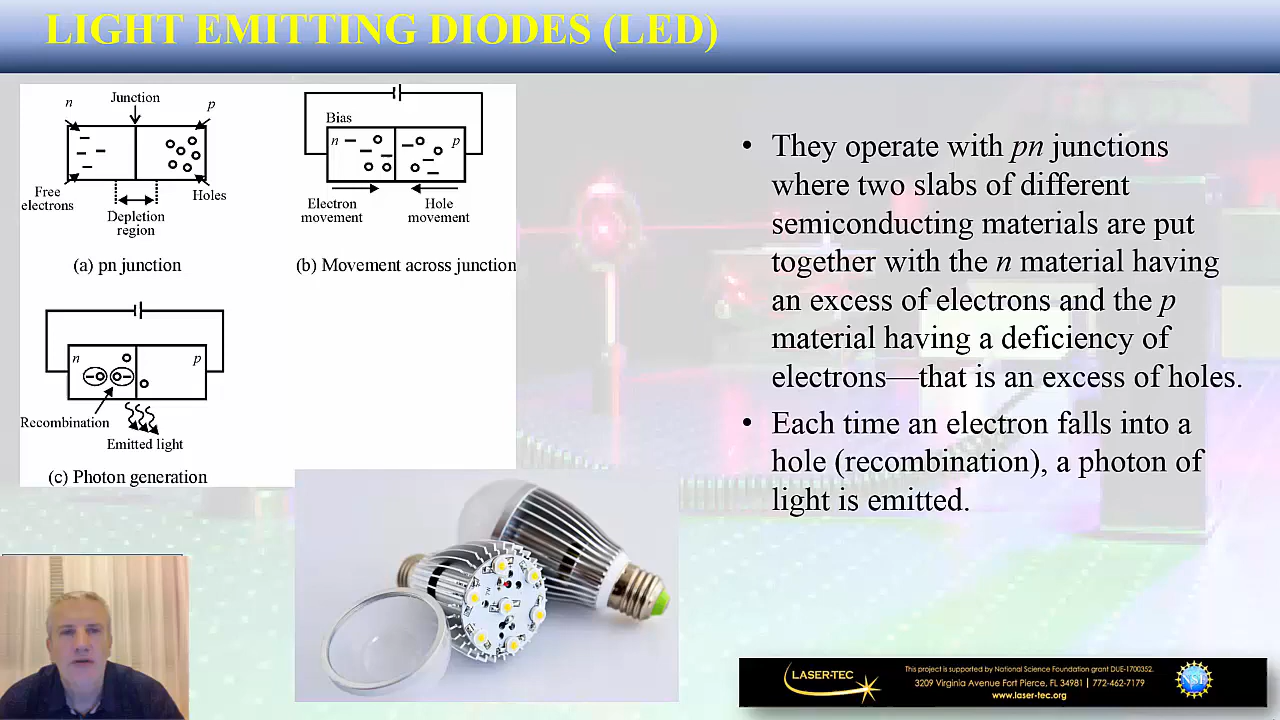 LIGHT EMITTING DIODES (LED)
n
Junction
p
Free
electrons
Depletion
region
Holes
(a) pn junction
Bias
n
p
Electron
movement
Hole
movement
(b) Movement across junction
n
p
Recombination
Emitted light
(c) Photon generation
• They operate with pn junctions
where two slabs of different
semiconducting materials are put
together with the n material having
an excess of electrons and the p
material having a deficiency of
electrons—that is an excess of holes.
• Each time an electron falls into a
hole (recombination), a photon of
light is emitted.
LASER-TEC
This project is supported by National Science Foundation grant DUE-1700352.
3209 Virginia Avenue Fort Pierce, FL 34981 | 772-462-7179
www.laser-tec.org
NSF